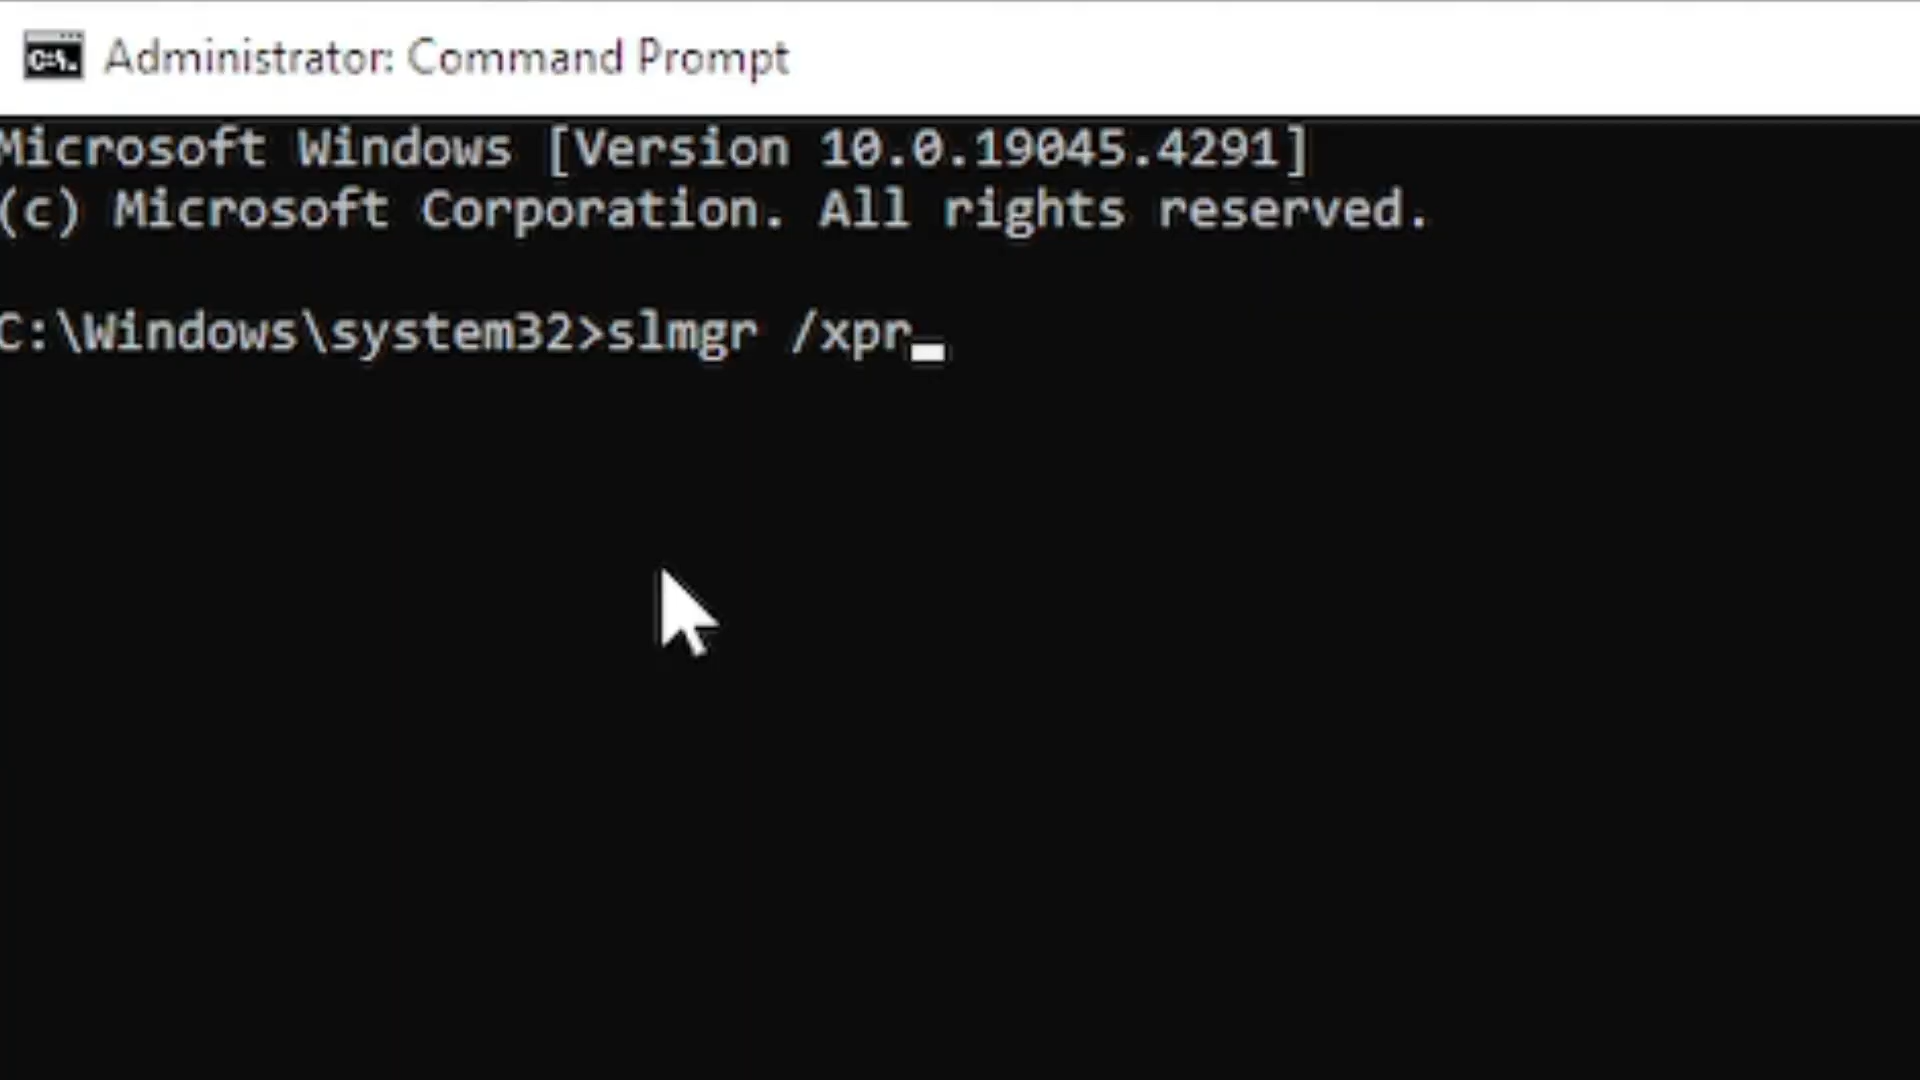 C:\.
Administrator: Command Prompt
Microsoft Windows [Version 10.0.19045.4291]
(c) Microsoft Corporation. All rights reserved.
C:\Windows\system32>slmgr /xpr